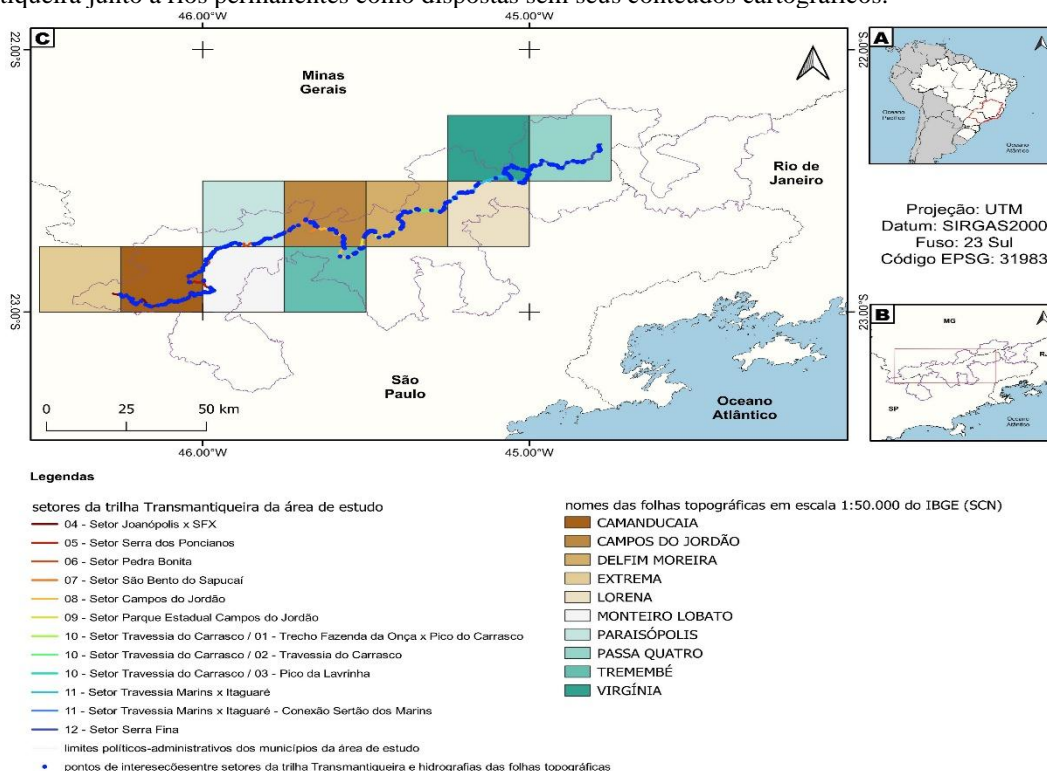 tiqueira junto a rios permanentes como dispostas sem seus conteúdos cartográficos.
46.00°W 45.00°W
C
22.00°S
22.00°S
Minas
Gerais
Rio de
Janeiro
23.00°S
23.00°S
São
Paulo
Oceano
Atlântico
0 25 50 km
46.00°W 45.00°W
A
Oceano
Pacífico
Oceano
Atlântico
Projeção: UTM
Datum: SIRGAS2000
Fuso: 23 Sul
Código EPSG: 31983
B
MG
RJ
SP
Oceano
Atlântico
Legendas
setores da trilha Transmantiqueira da área de estudo
04 - Setor Joanópolis x SFX
05 - Setor Serra dos Poncianos
06 - Setor Pedra Bonita
07 - Setor São Bento do Sapucaí
08 - Setor Campos do Jordão
09 - Setor Parque Estadual Campos do Jordão
10 - Setor Travessia do Carrasco / 01 - Trecho Fazenda da Onça x Pico do Carrasco
10 - Setor Travessia do Carrasco / 02 - Travessia do Carrasco
10 - Setor Travessia do Carrasco / 03 - Pico da Lavrinha
11 - Setor Travessia Marins x Itaguaré
11 - Setor Travessia Marins x Itaguaré - Conexão Sertão dos Marins
12 - Setor Serra Fina
limites políticos-administrativos dos municípios da área de estudo
pontos de intereseçõesentre setores da trilha Transmantiqueira e hidrografias das folhas topográficas
nomes das folhas topográficas em escala 1:50.000 do IBGE (SCN)
CAMANDUCAIA
CAMPOS DO JORDÃO
DELFIM MOREIRA
EXTREMA
LORENA
MONTEIRO LOBATO
PARAISÓPOLIS
PASSA QUATRO
TREMEMBÉ
VIRGÍNIA